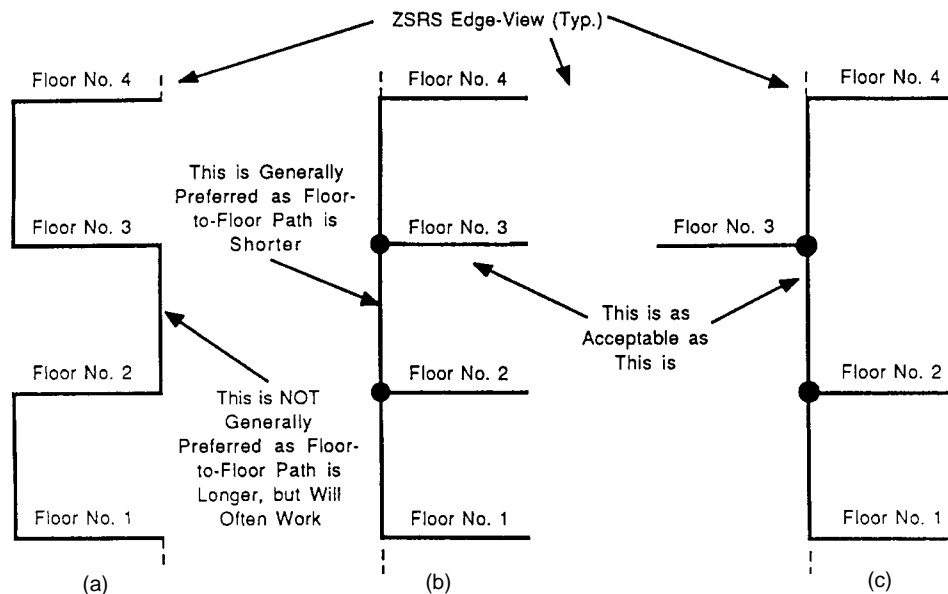 ZSRS Edge-View (Typ.)
Floor No. 4
Floor No. 4
Floor No. 4
This is Generally
Preferred as Floor-
to-Floor Path is
Shorter
Floor No. 3
Floor No. 3
Floor No. 3
This is as
Acceptable as
This is
Floor No. 2
Floor No. 2
Floor No. 2
This is NOT
Generally
Preferred as Floor-
to-Floor Path is
Longer, but Will
Often Work
Floor No. 1
Floor No. 1
Floor No. 1
(a)
(b)
(c)